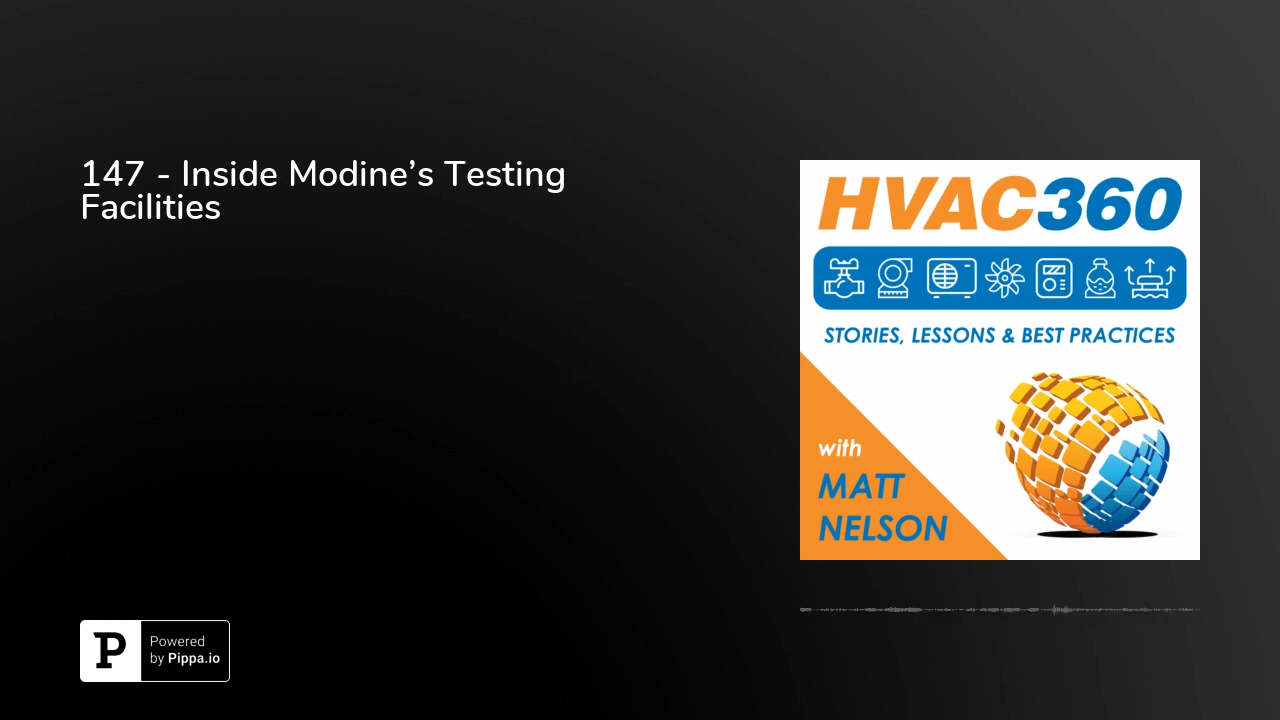 147 - Inside Modine’s Testing
Facilities
HVAC360
STORIES, LESSONS & BEST PRACTICES
with
MATT
NELSON
P
Powered
by Pippa.io